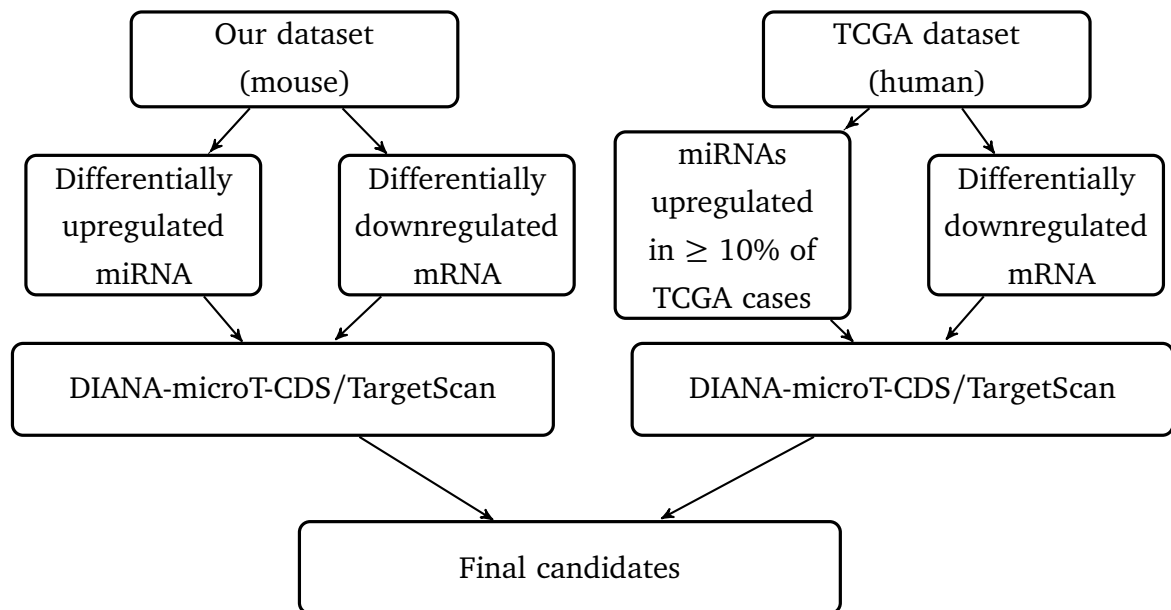 Our dataset
(mouse)
TCGA dataset
(human)
Differentially
upregulated
miRNA
Differentially
downregulated
mRNA
miRNAs
upregulated
in ≥ 10% of
TCGA cases
Differentially
downregulated
mRNA
DIANA-microT-CDS/TargetScan
DIANA-microT-CDS/TargetScan
Final candidates